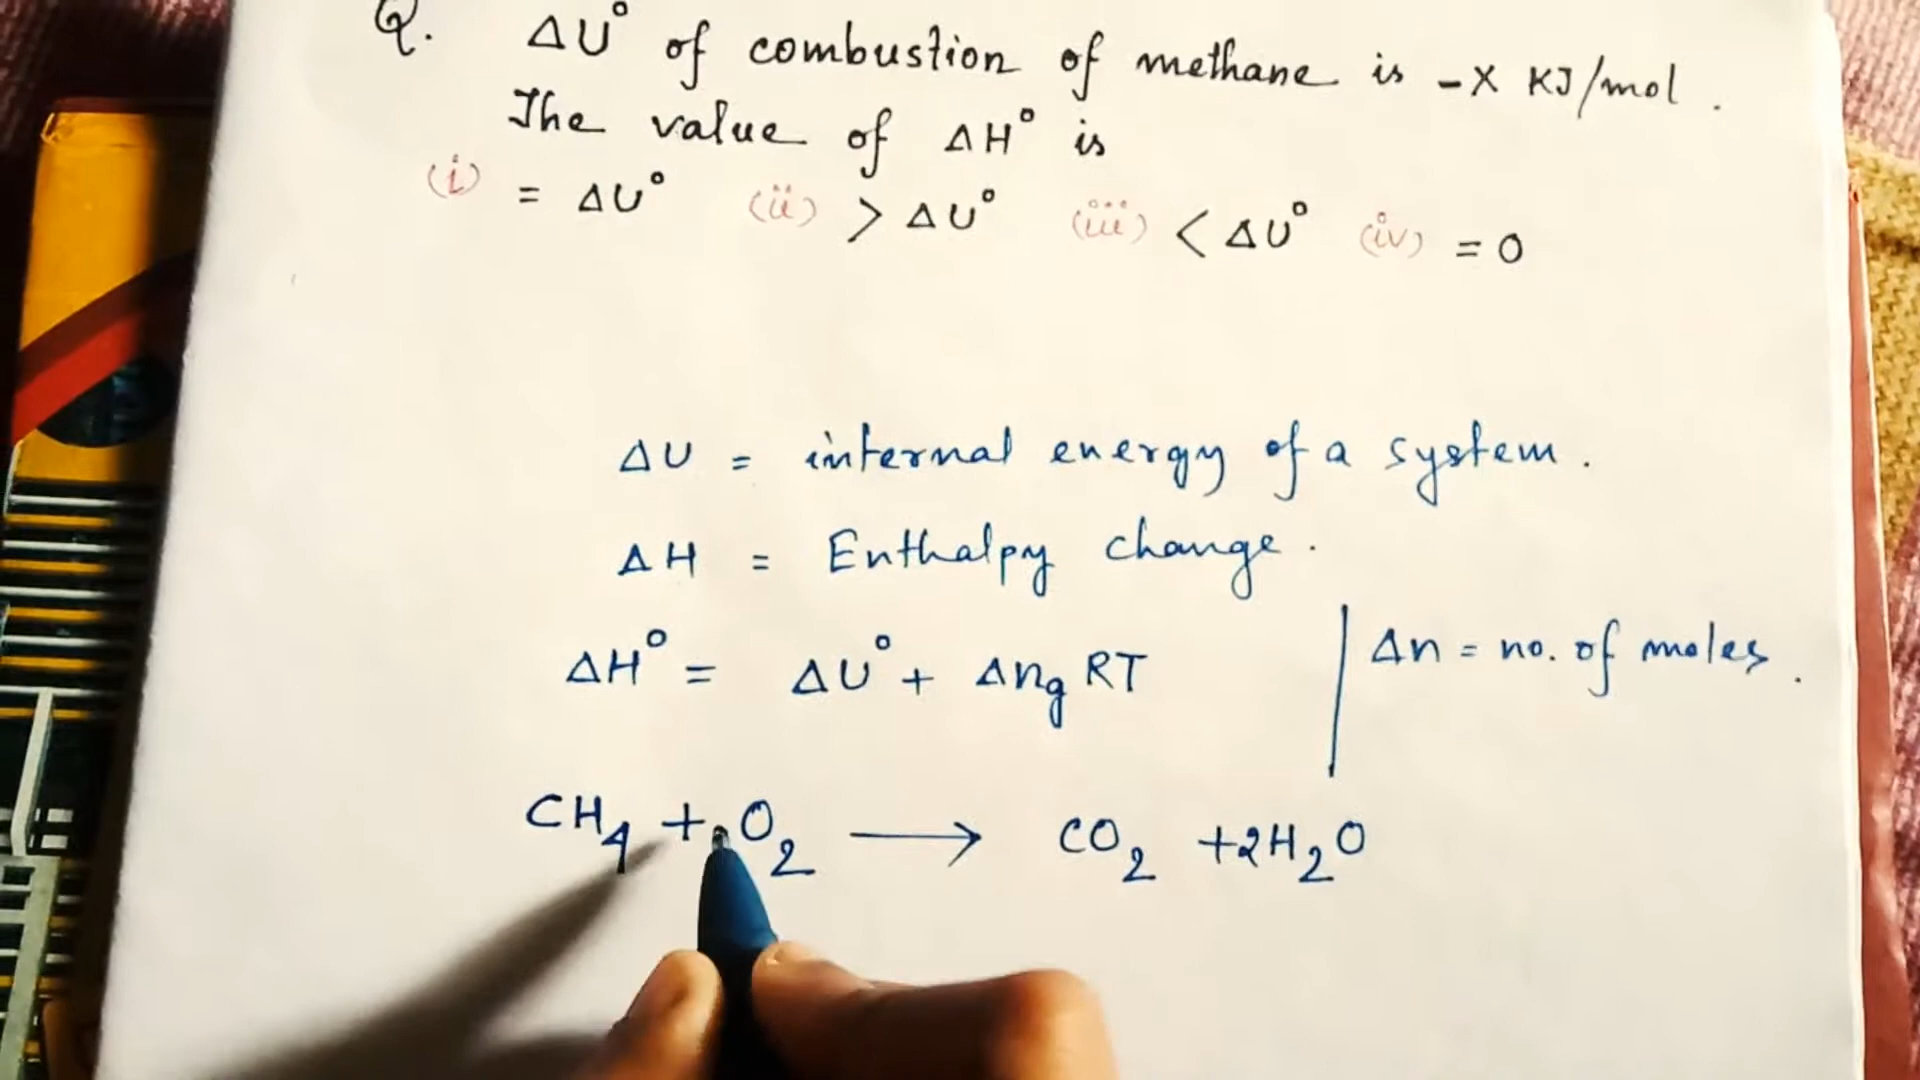 Q. ΔU° of combustion of methane is -X KJ/mol.
The value of ΔH° is
(i) = ΔU° (ii) > ΔU° (iii) < ΔU° (iv) = 0
ΔU = internal energy of a system.
ΔH = Enthalpy change.
ΔH° = ΔU° + Δng RT
Δn = no. of moles.
CH4 + O2 → CO2 +2H2O